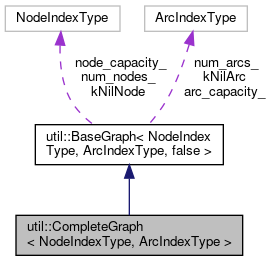 NodeIndexType
ArcIndexType
node_capacity_
num_nodes_
kNilNode
num_arcs_
kNilArc
arc_capacity_
util::BaseGraph< NodeIndex
Type, ArcIndexType, false >
util::CompleteGraph
< NodeIndexType, ArcIndexType >